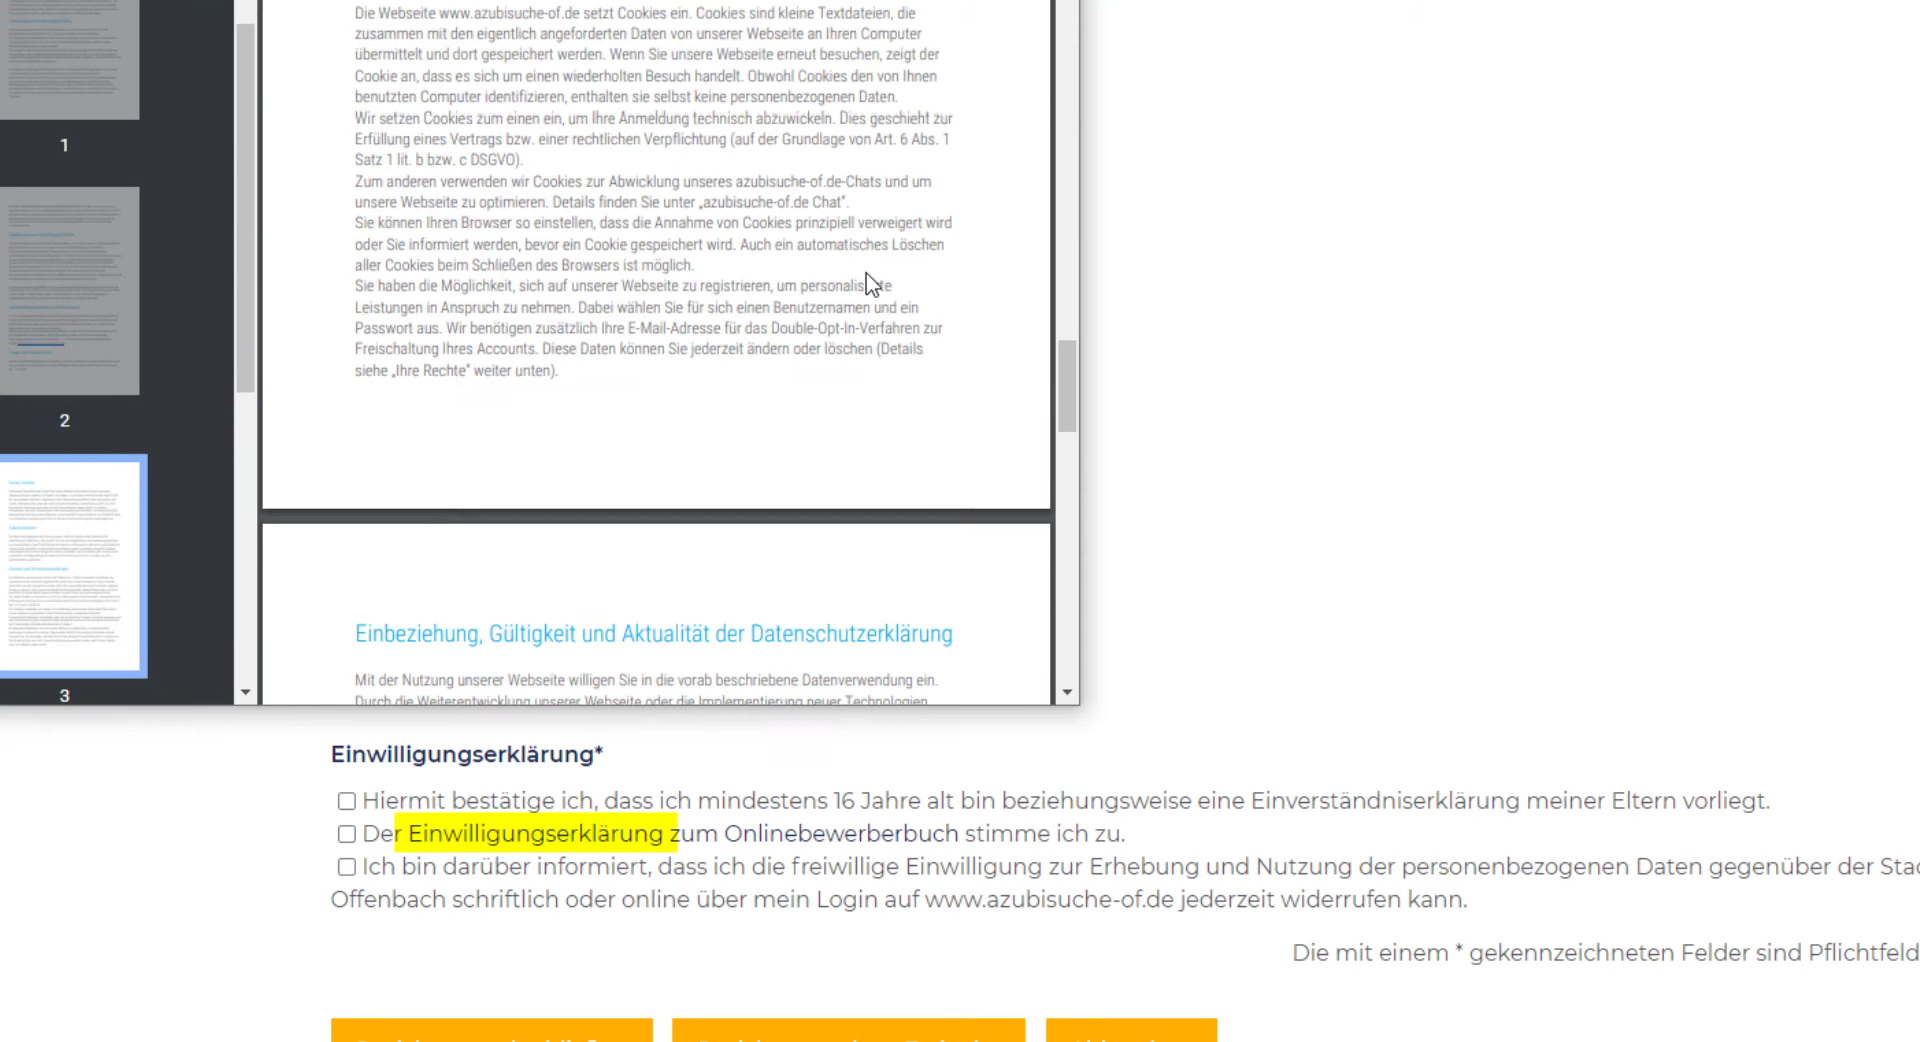 Die Webseite www.azubisuche-of.de setzt Cookies ein. Cookies sind kleine Textdateien, die
zusammen mit den eigentlich angeforderten Daten von unserer Webseite an Ihren Computer
übermittelt und dort gespeichert werden. Wenn Sie unsere Webseite erneut besuchen, zeigt der
Cookie an, dass es sich um einen wiederholten Besuch handelt. Obwohl Cookies den von Ihnen
benutzten Computer identifizieren, enthalten sie selbst keine personenbezogenen Daten.
Wir setzen Cookies zum einen ein, um Ihre Anmeldung technisch abzuwickeln. Dies geschieht zur
Erfüllung eines Vertrags bzw. einer rechtlichen Verpflichtung (auf der Grundlage von Art. 6 Abs. 1
Satz 1 lit. b bzw. c DSGVO).
Zum anderen verwenden wir Cookies zur Abwicklung unseres azubisuche-of.de-Chats und um
unsere Webseite zu optimieren. Details finden Sie unter „azubisuche-of.de Chat“.
Sie können Ihren Browser so einstellen, dass die Annahme von Cookies prinzipiell verweigert wird
oder Sie informiert werden, bevor ein Cookie gespeichert wird. Auch ein automatisches Löschen
aller Cookies beim Schließen des Browsers ist möglich.
Sie haben die Möglichkeit, sich auf unserer Webseite zu registrieren, um
Leistungen in Anspruch zu nehmen. Dabei wählen Sie für sich einen Benutzernamen und ein
Passwort aus. Wir benötigen zusätzlich Ihre E-Mail-Adresse für das Double-Opt-In-Verfahren zur
Freischaltung Ihres Accounts. Diese Daten können Sie jederzeit ändern oder löschen (Details
siehe „Ihre Rechte“ weiter unten).
1
2
3
Einbeziehung, Gültigkeit und Aktualität der Datenschutzerklärung
Mit der Nutzung unserer Webseite willigen Sie in die vorab beschriebene Datenverwendung ein.
Durch die Weiterentwicklung unserer Webseite oder die Implementierung neuer Technologien
Einwilligungserklärung*
Hiermit bestätige ich, dass ich mindestens 16 Jahre alt bin beziehungsweise eine Einverständniserklärung meiner Eltern vorliegt.
Der Einwilligungserklärung zum Onlinebewerberbuch stimme ich zu.
Ich bin darüber informiert, dass ich die freiwillige Einwilligung zur Erhebung und Nutzung der personenbezogenen Daten gegenüber der Stad
Offenbach schriftlich oder online über mein Login auf www.azubisuche-of.de jederzeit widerrufen kann.
Die mit einem * gekennzeichneten Felder sind Pflichtfeld